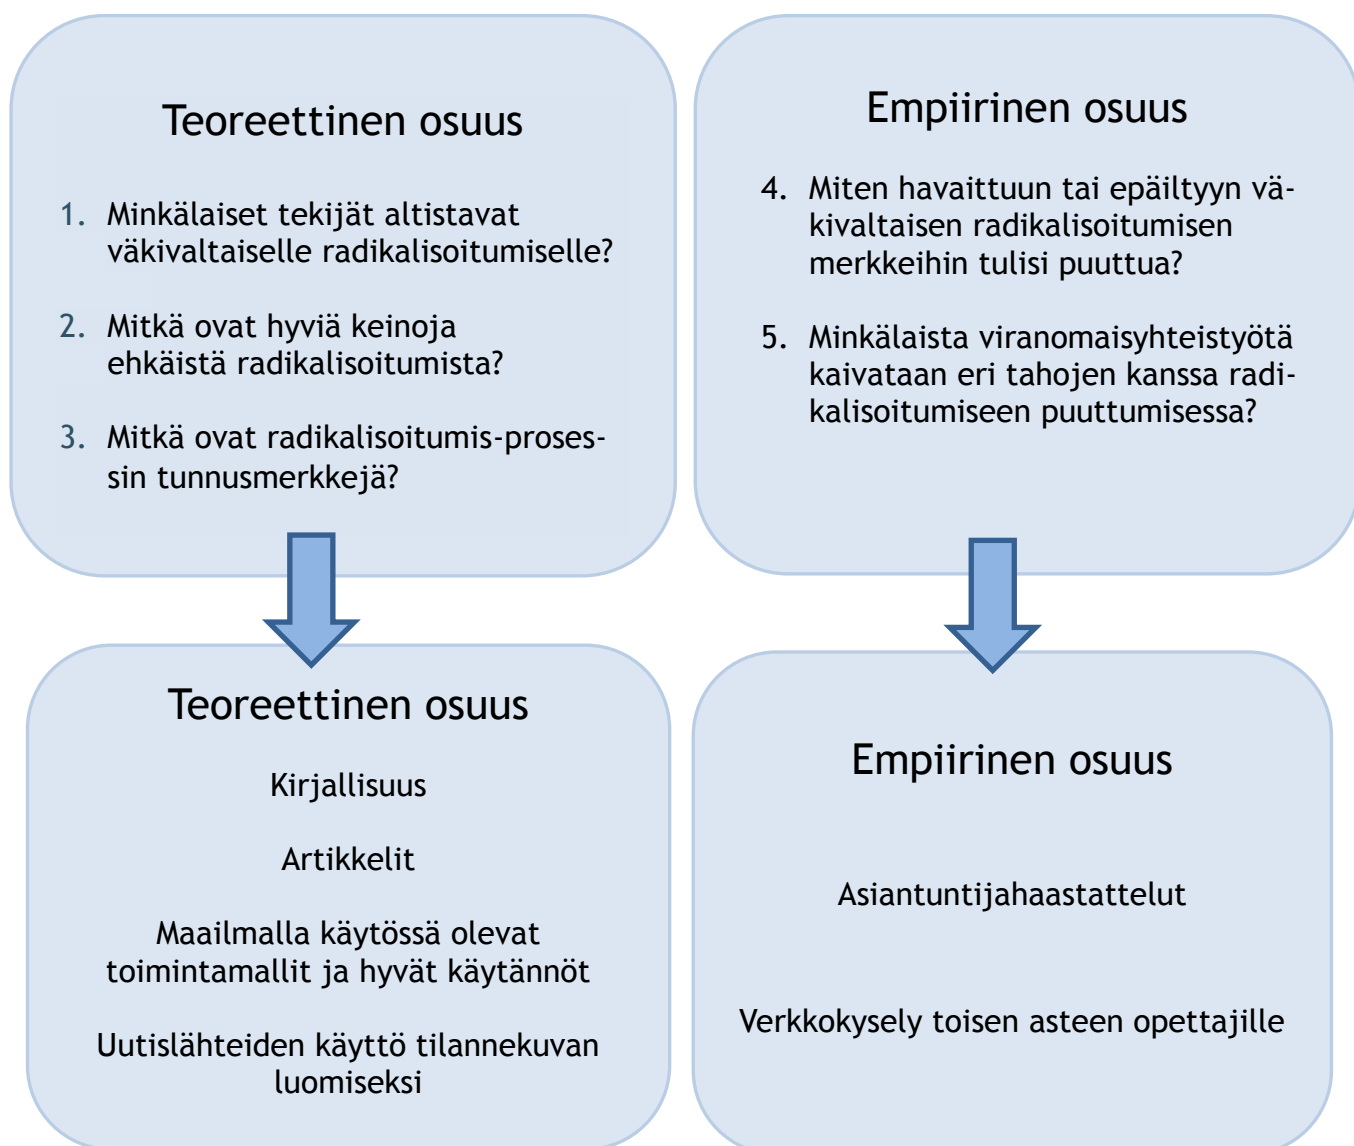 Teoreettinen osuus
1. Minkälaiset tekijät altistavat
väkivaltaiselle radikalisoitumiselle?
2. Mitkä ovat hyviä keinoja
ehkäistä radikalisoitumista?
3. Mitkä ovat radikalisoitumis-proses-
sin tunnusmerkkejä?
Empiirinen osuus
4. Miten havaittuun tai epäiltyyn vä-
kivaltaisen radikalisoitumisen
merkkeihin tulisi puuttua?
5. Minkälaista viranomaisyhteistyötä
kaivataan eri tahojen kanssa radi-
kalisoitumiseen puuttumisessa?
Teoreettinen osuus
Kirjallisuus
Artikkelit
Maailmalla käytössä olevat
toimintamallit ja hyvät käytännöt
Uutislähteiden käyttö tilannekuvan
luomiseksi
Empiirinen osuus
Asiantuntijahaastattelut
Verkkokysely toisen asteen opettajille